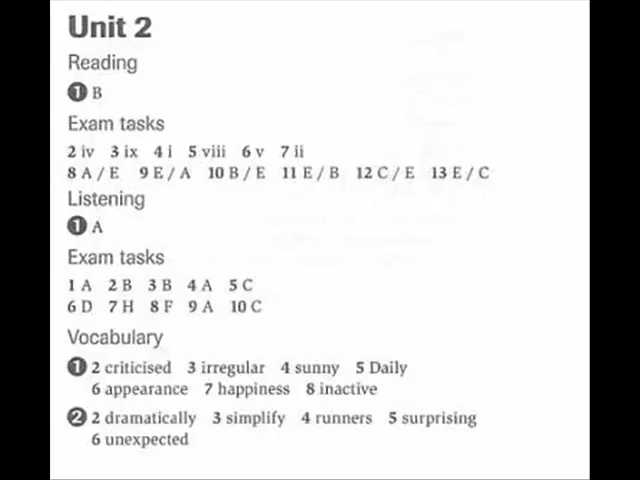 Unit 2
Reading
1 B
Exam tasks
2 iv 3 ix 4 i 5 viii 6 v 7 ii
8 A / E 9 E / A 10 B / E 11 E / B 12 C / E 13 E / C
Listening
1 A
Exam tasks
1 A 2 B 3 B 4 A 5 C
6 D 7 H 8 F 9 A 10 C
Vocabulary
1 2 criticised 3 irregular 4 sunny 5 Daily
6 appearance 7 happiness 8 inactive
2 2 dramatically 3 simplify 4 runners 5 surprising
6 unexpected